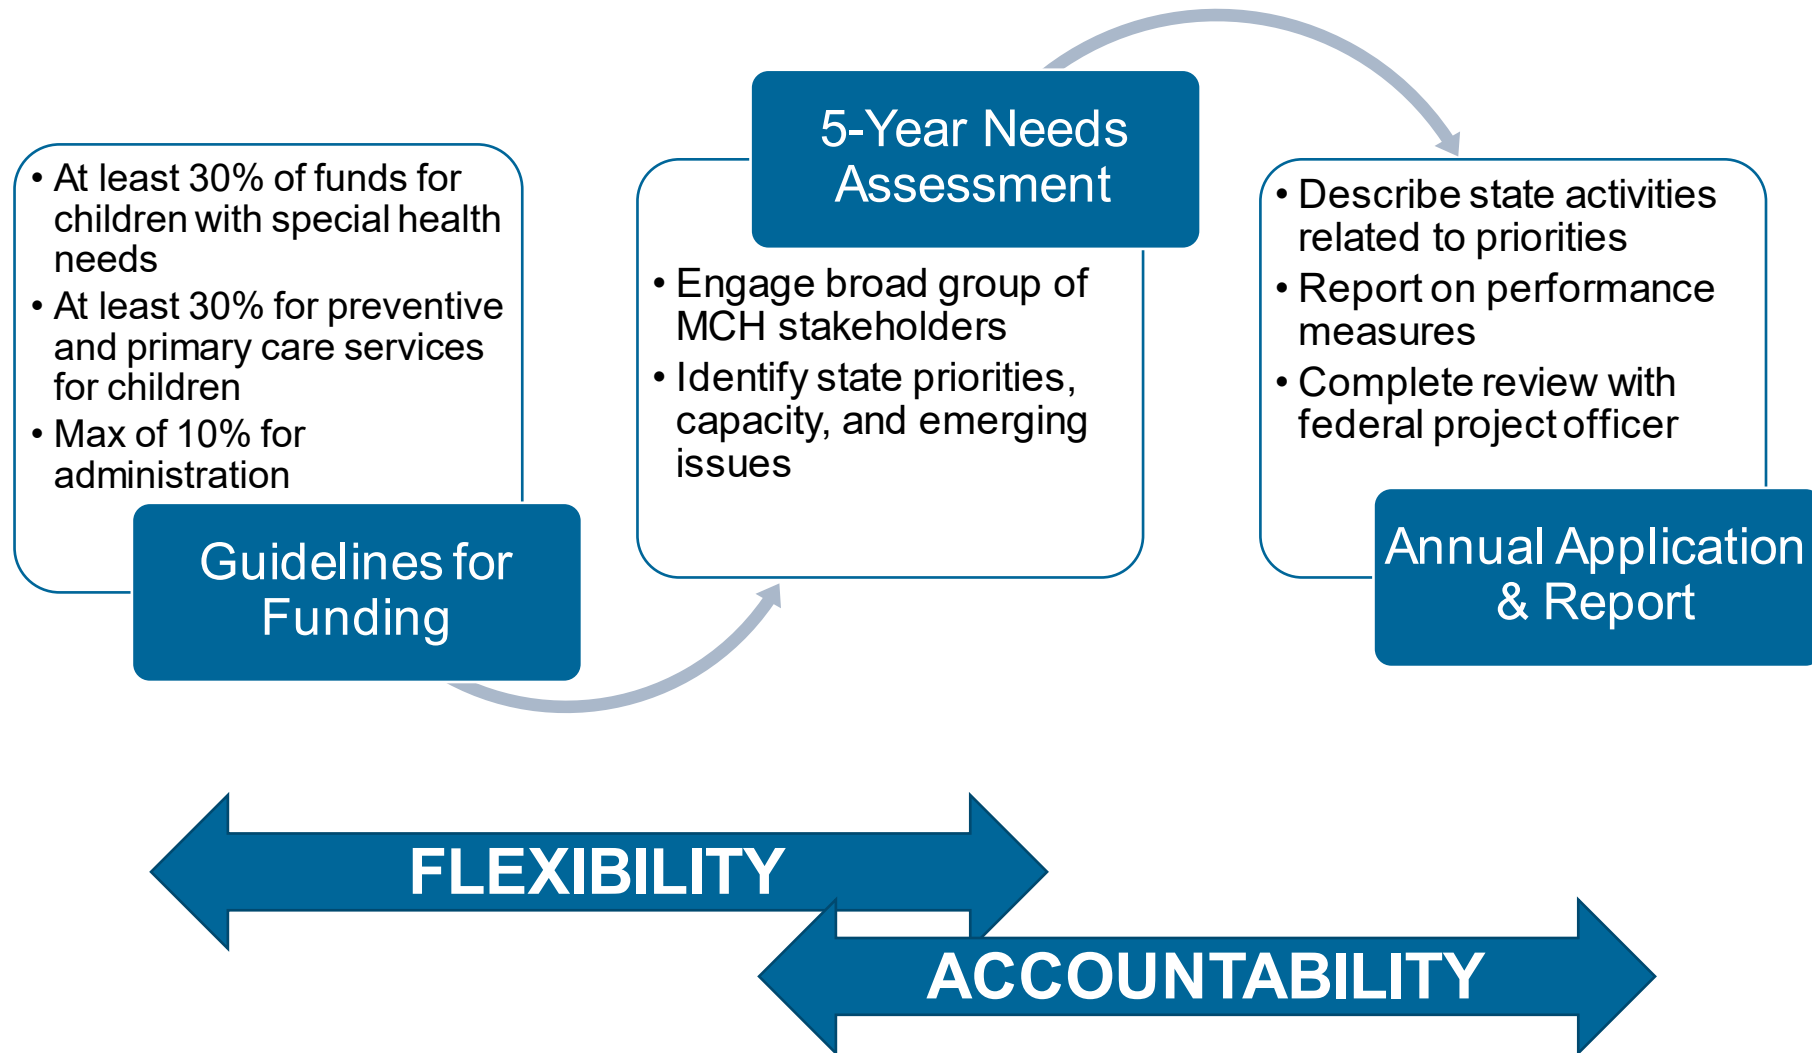 • At least 30% of funds for
children with special health
needs
• At least 30% for preventive
and primary care services
for children
• Max of 10% for
administration
Guidelines for
Funding
5-Year Needs
Assessment
• Engage broad group of
MCH stakeholders
• Identify state priorities,
capacity, and emerging
issues
• Describe state activities
related to priorities
• Report on performance
measures
• Complete review with
federal project officer
Annual Application
& Report
FLEXIBILITY
ACCOUNTABILITY